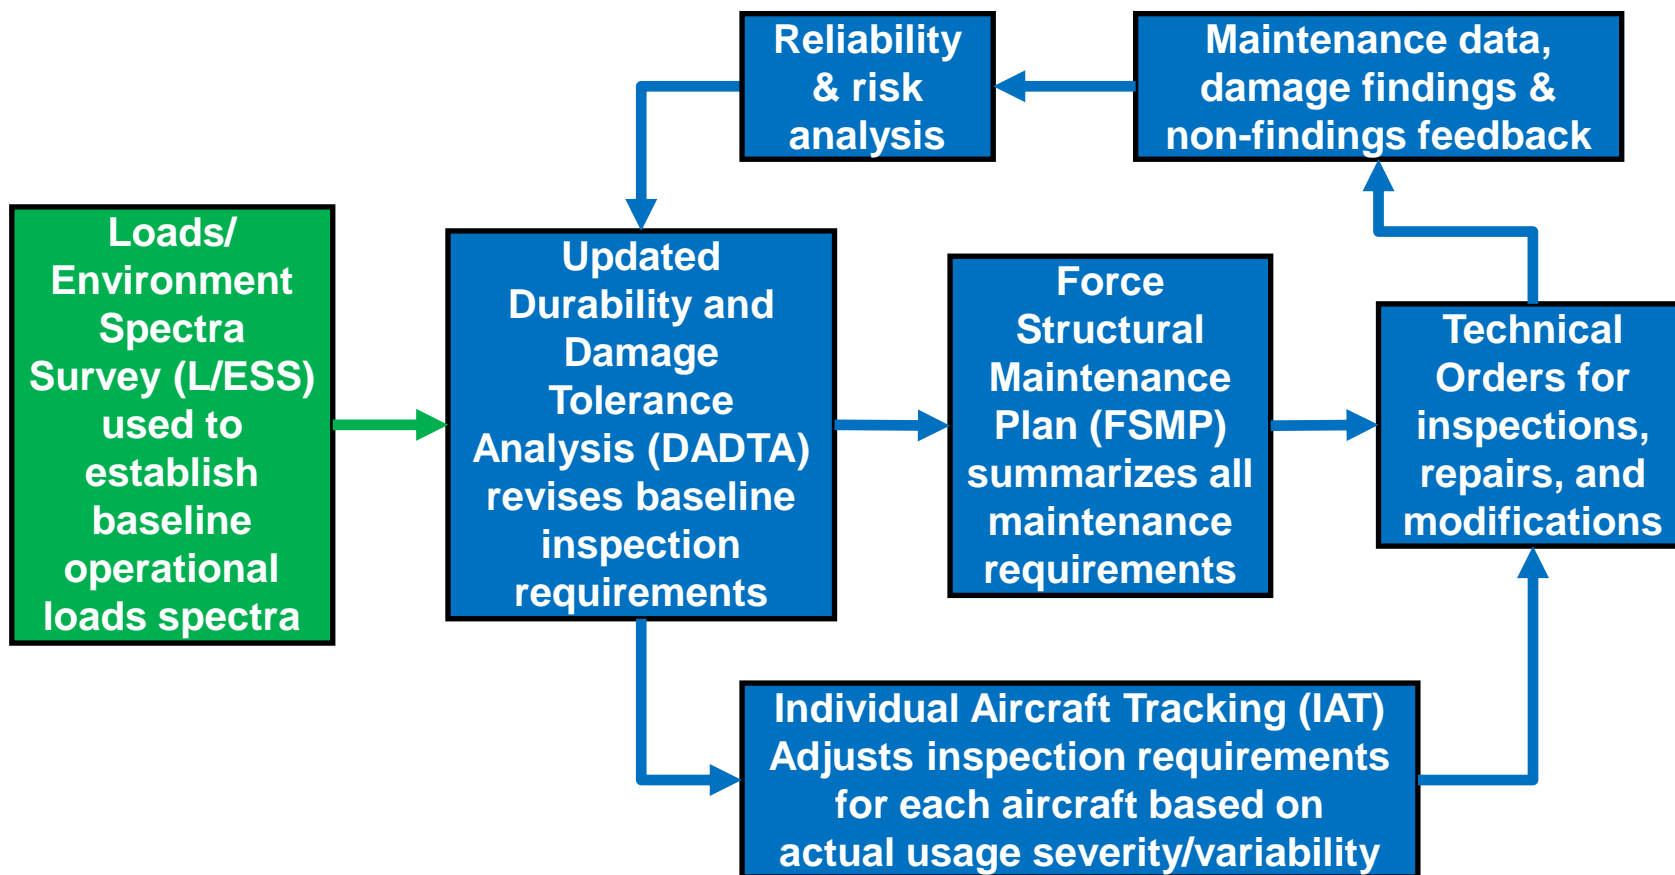 Reliability
& risk
analysis
Maintenance data,
damage findings &
non-findings feedback
Loads/
Environment
Spectra
Survey (L/ESS)
used to
establish
baseline
operational
loads spectra
Updated
Durability and
Damage
Tolerance
Analysis (DADTA)
revises baseline
inspection
requirements
Force
Structural
Maintenance
Plan (FSMP)
summarizes all
maintenance
requirements
Technical
Orders for
inspections,
repairs, and
modifications
Individual Aircraft Tracking (IAT)
Adjusts inspection requirements
for each aircraft based on
actual usage severity/variability